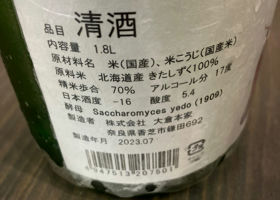 品目 清酒
内容量 1.8L
原材料名 米(国産)、米こうじ(国産米)
原料米 北海道産 きたしずく100%
精米歩合 70% アルコール分 17度
日本酒度 -16 酸度 5.4
酵母 Saccharomyces yedo (1909)
製造者 株式会社 大倉本家
奈良県香芝市鎌田692
製造年月 2023.07
4947513207501